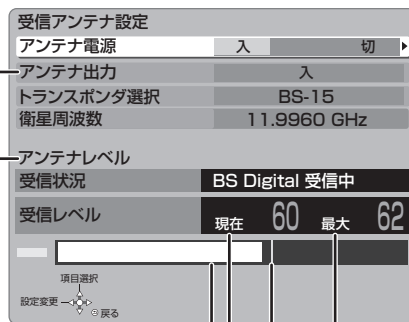 受信アンテナ設定
アンテナ電源 入 切
アンテナ出力 入
トランスポンダ選択 BS-15
衛星周波数 11.9960 GHz
アンテナレベル
受信状況 BS Digital 受信中
受信レベル 現在 60 最大 62
項目選択
設定変更
戻る